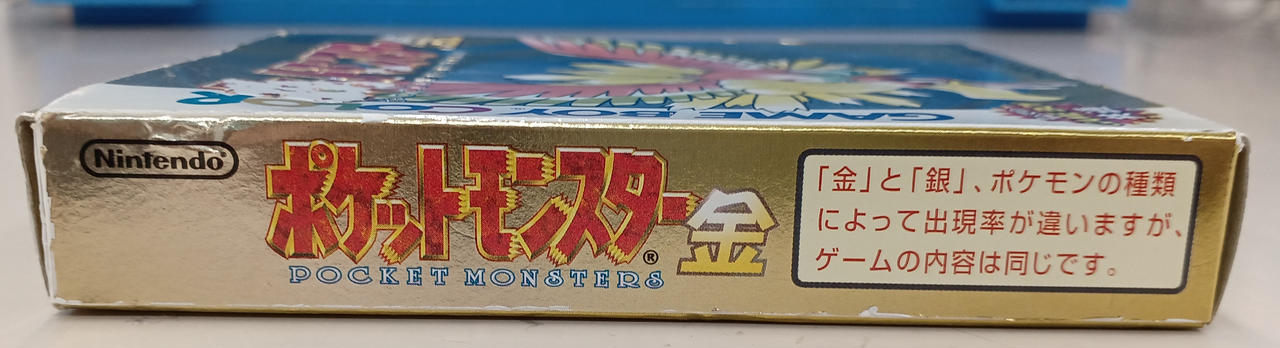 GAME BOY COLOR
Nintendo®
ポケットモンスター金
®
POCKET MONSTERS
「金」と「銀」、ポケモンの種類
によって出現率が違いますが、
ゲームの内容は同じです。